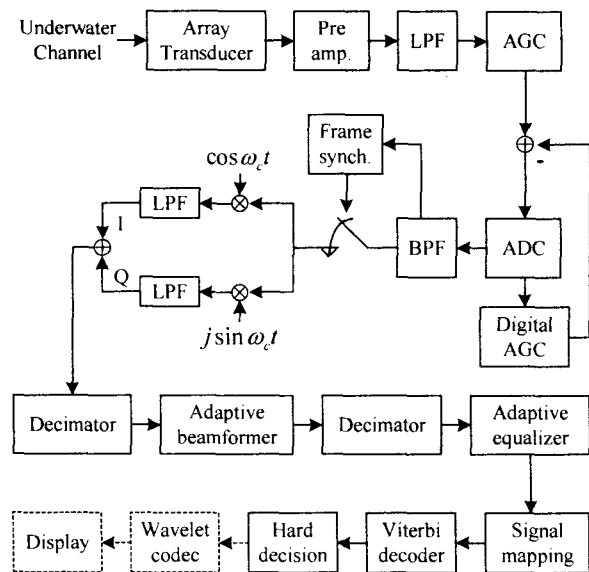 Underwater
Channel
Array
Transducer
Pre
amp.
LPF
AGC
Frame
synch.
cos ω_c t
LPF
⊗
⊕
-
I
⊕
BPF
ADC
Q
LPF
⊗
j sin ω_c t
Digital
AGC
Decimator
Adaptive
beamformer
Decimator
Adaptive
equalizer
Display
Wavelet
codec
Hard
decision
Viterbi
decoder
Signal
mapping